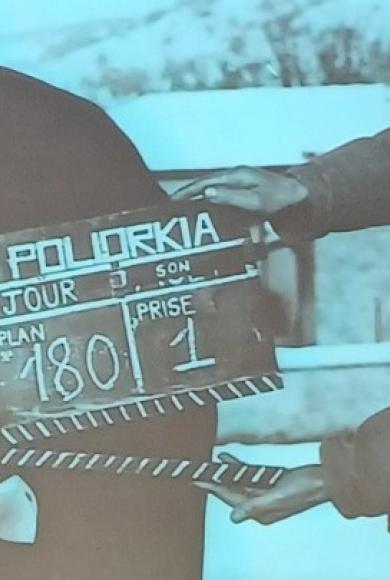 POLIORKIA
JOUR SON
PLAN PRISE
180 1